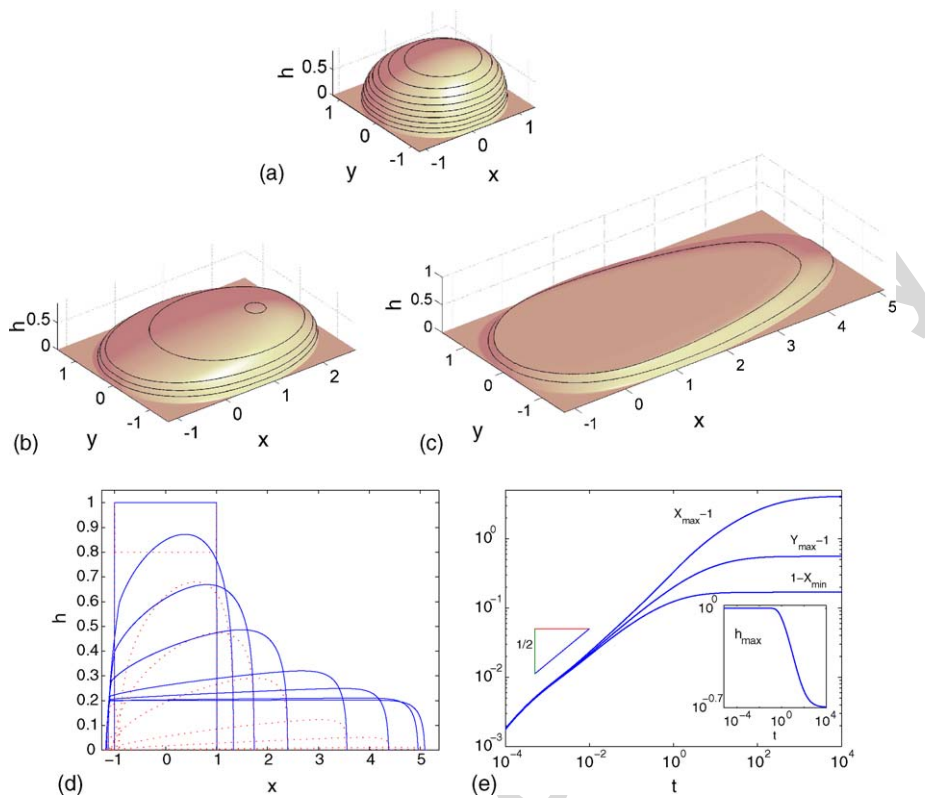 h
0.5
0
1
0
-1
y
-1
0
1
x
(a)
h
0.5
0
1
0
-1
y
-1
0
1
2
x
(b)
h
1
0.5
0
1
0
-1
y
-1
0
1
2
3
4
5
x
(c)
h
1
0.9
0.8
0.7
0.6
0.5
0.4
0.3
0.2
0.1
0
-1 0 1 2 3 4 5
x
(d)
10^0
10^-1
10^-2
10^-3
X_max-1
Y_max-1
1-X_min
1/2
10^0
h_max
10^-0.7
10^-4 10^0 10^4
t
10^-4 10^-2 10^0 10^2 10^4
t
(e)